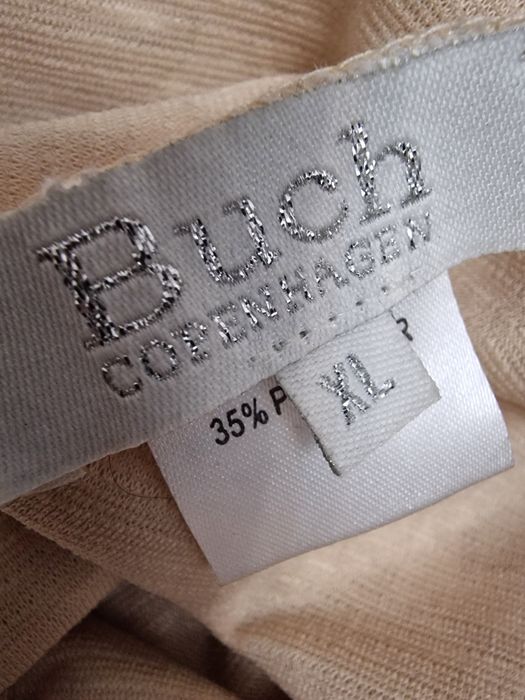 Buch
COPENHAGEN
XL
35% P R